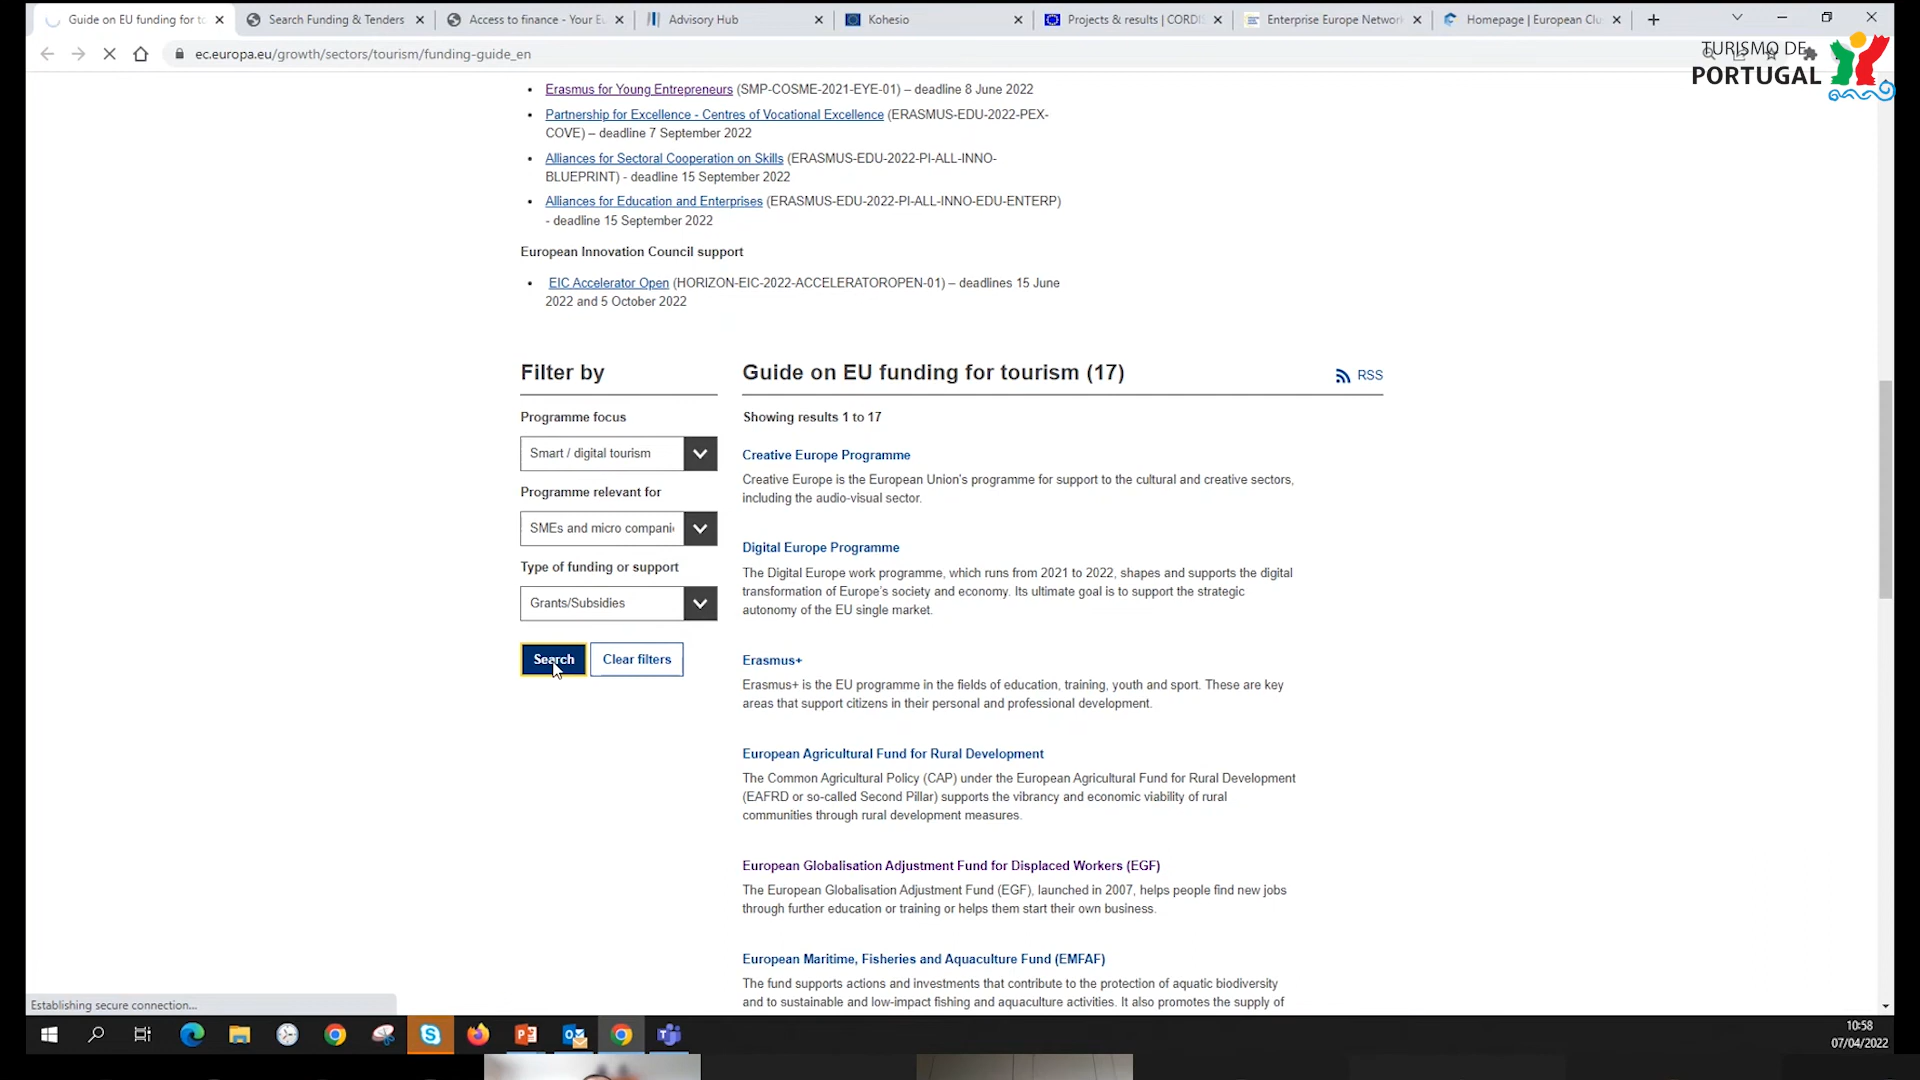 Guide on EU funding for to
Search Funding & Tenders
Access to finance - Your Eu
Advisory Hub
Kohesio
Projects & results | CORDIS
Enterprise Europe Network
Homepage | European Clu
ec.europa.eu/growth/sectors/tourism/funding-guide_en
TURISMO DE
PORTUGAL
Erasmus for Young Entrepreneurs (SMP-COSME-2021-EYE-01) – deadline 8 June 2022
Partnership for Excellence - Centres of Vocational Excellence (ERASMUS-EDU-2022-PEX-
COVE) – deadline 7 September 2022
Alliances for Sectoral Cooperation on Skills (ERASMUS-EDU-2022-PI-ALL-INNO-
BLUEPRINT) - deadline 15 September 2022
Alliances for Education and Enterprises (ERASMUS-EDU-2022-PI-ALL-INNO-EDU-ENTERP)
- deadline 15 September 2022
European Innovation Council support
EIC Accelerator Open (HORIZON-EIC-2022-ACCELERATOROPEN-01) – deadlines 15 June
2022 and 5 October 2022
Filter by
Programme focus
Smart / digital tourism
Programme relevant for
SMEs and micro compani
Type of funding or support
Grants/Subsidies
Search
Clear filters
Guide on EU funding for tourism (17)
RSS
Showing results 1 to 17
Creative Europe Programme
Creative Europe is the European Union's programme for support to the cultural and creative sectors,
including the audio-visual sector.
Digital Europe Programme
The Digital Europe work programme, which runs from 2021 to 2022, shapes and supports the digital
transformation of Europe's society and economy. Its ultimate goal is to support the strategic
autonomy of the EU single market.
Erasmus+
Erasmus+ is the EU programme in the fields of education, training, youth and sport. These are key
areas that support citizens in their personal and professional development.
European Agricultural Fund for Rural Development
The Common Agricultural Policy (CAP) under the European Agricultural Fund for Rural Development
(EAFRD or so-called Second Pillar) supports the vibrancy and economic viability of rural
communities through rural development measures.
European Globalisation Adjustment Fund for Displaced Workers (EGF)
The European Globalisation Adjustment Fund (EGF), launched in 2007, helps people find new jobs
through further education or training or helps them start their own business.
European Maritime, Fisheries and Aquaculture Fund (EMFAF)
The fund supports actions and investments that contribute to the protection of aquatic biodiversity
and to sustainable and low-impact fishing and aquaculture activities. It also promotes the supply of
Establishing secure connection...
10:58
07/04/2022